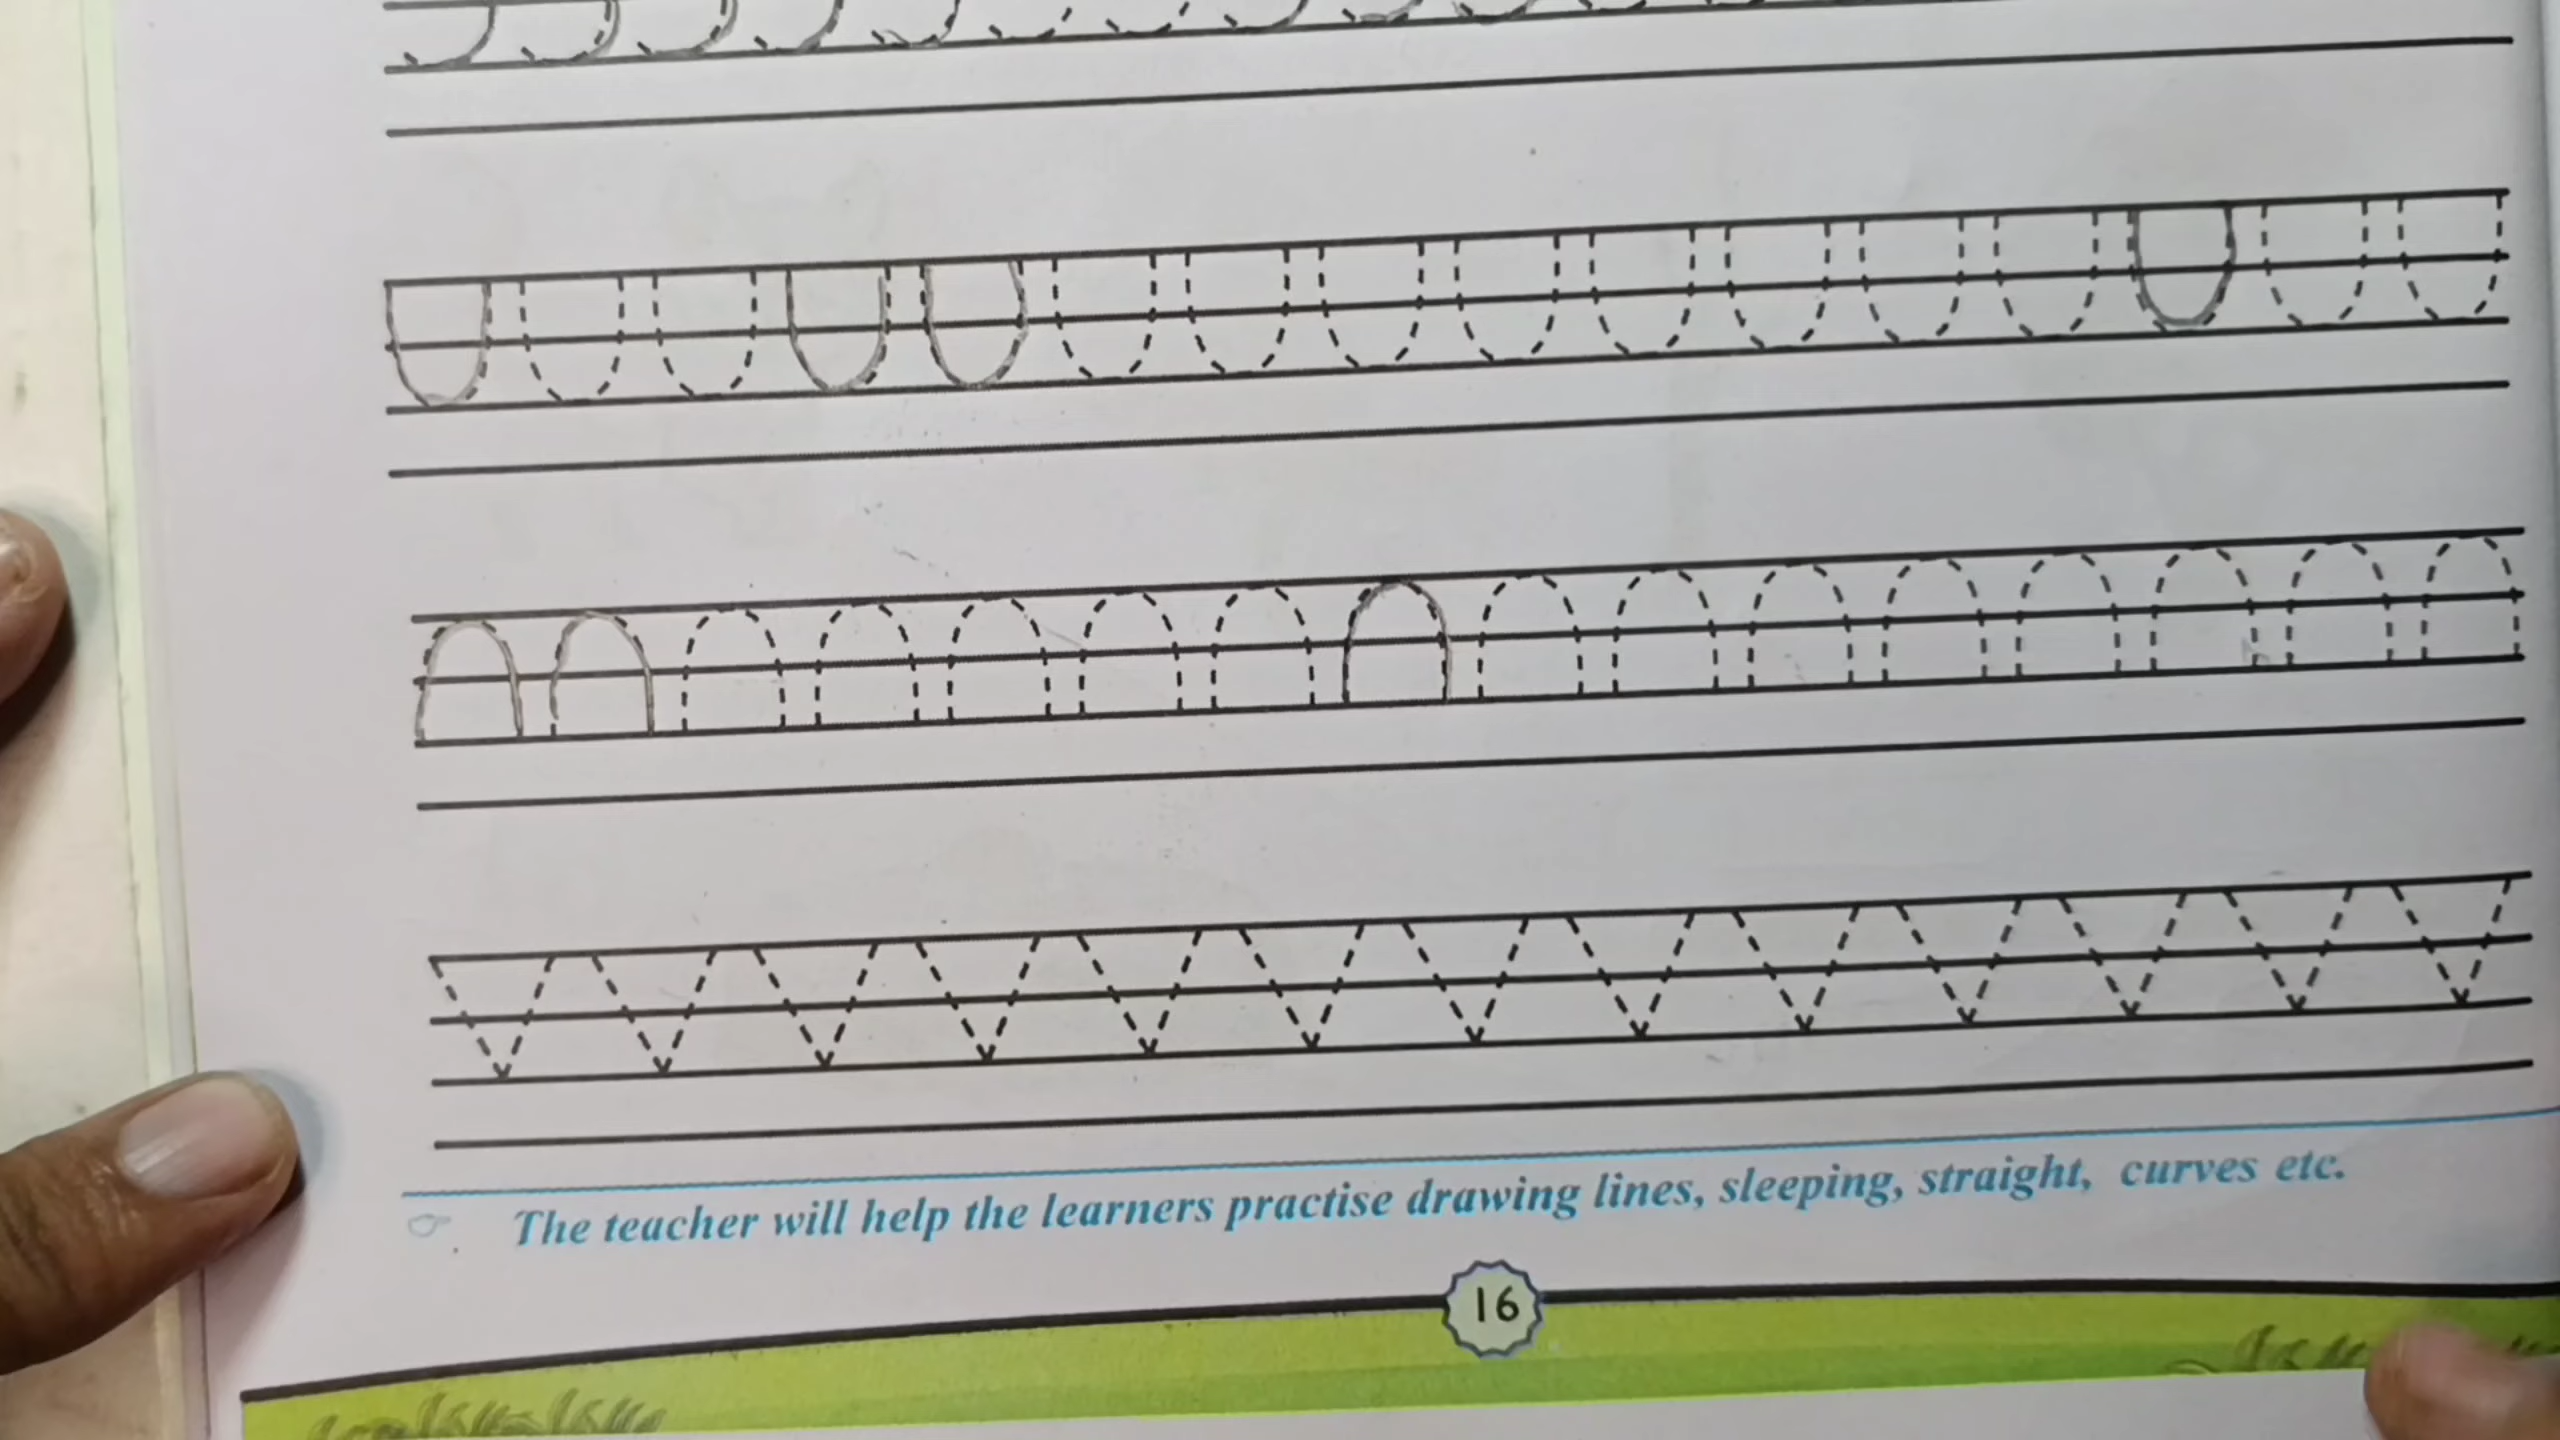 The teacher will help the learners practise drawing lines, sleeping, straight, curves etc.
16